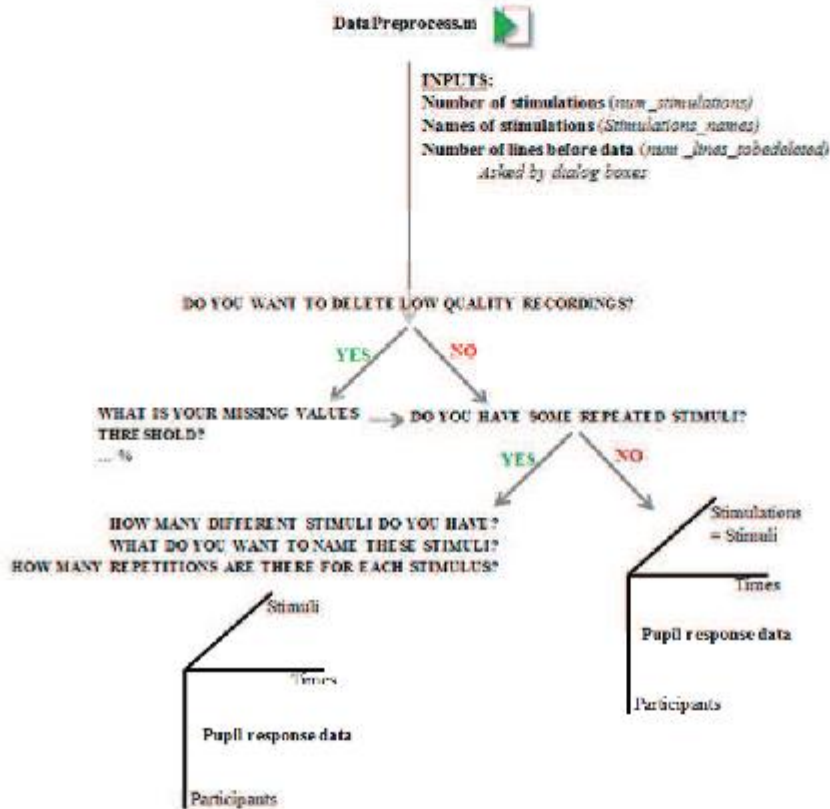 DataPreprocess.m
INPUTS:
Number of stimulations (num_stimulations)
Names of stimulations (Stimulations_names)
Number of lines before data (num_lines_tobedeleted)
Asked by dialog boxes
DO YOU WANT TO DELETE LOW QUALITY RECORDINGS?
YES
NO
WHAT IS YOUR MISSING VALUES
THRESHOLD?
... %
DO YOU HAVE SOME REPEATED STIMULI?
YES
NO
HOW MANY DIFFERENT STIMULI DO YOU HAVE?
WHAT DO YOU WANT TO NAME THESE STIMULI?
HOW MANY REPETITIONS ARE THERE FOR EACH STIMULUS?
Stimuli
Times
Pupil response data
Participants
Stimulations
= Stimuli
Times
Pupil response data
Participants